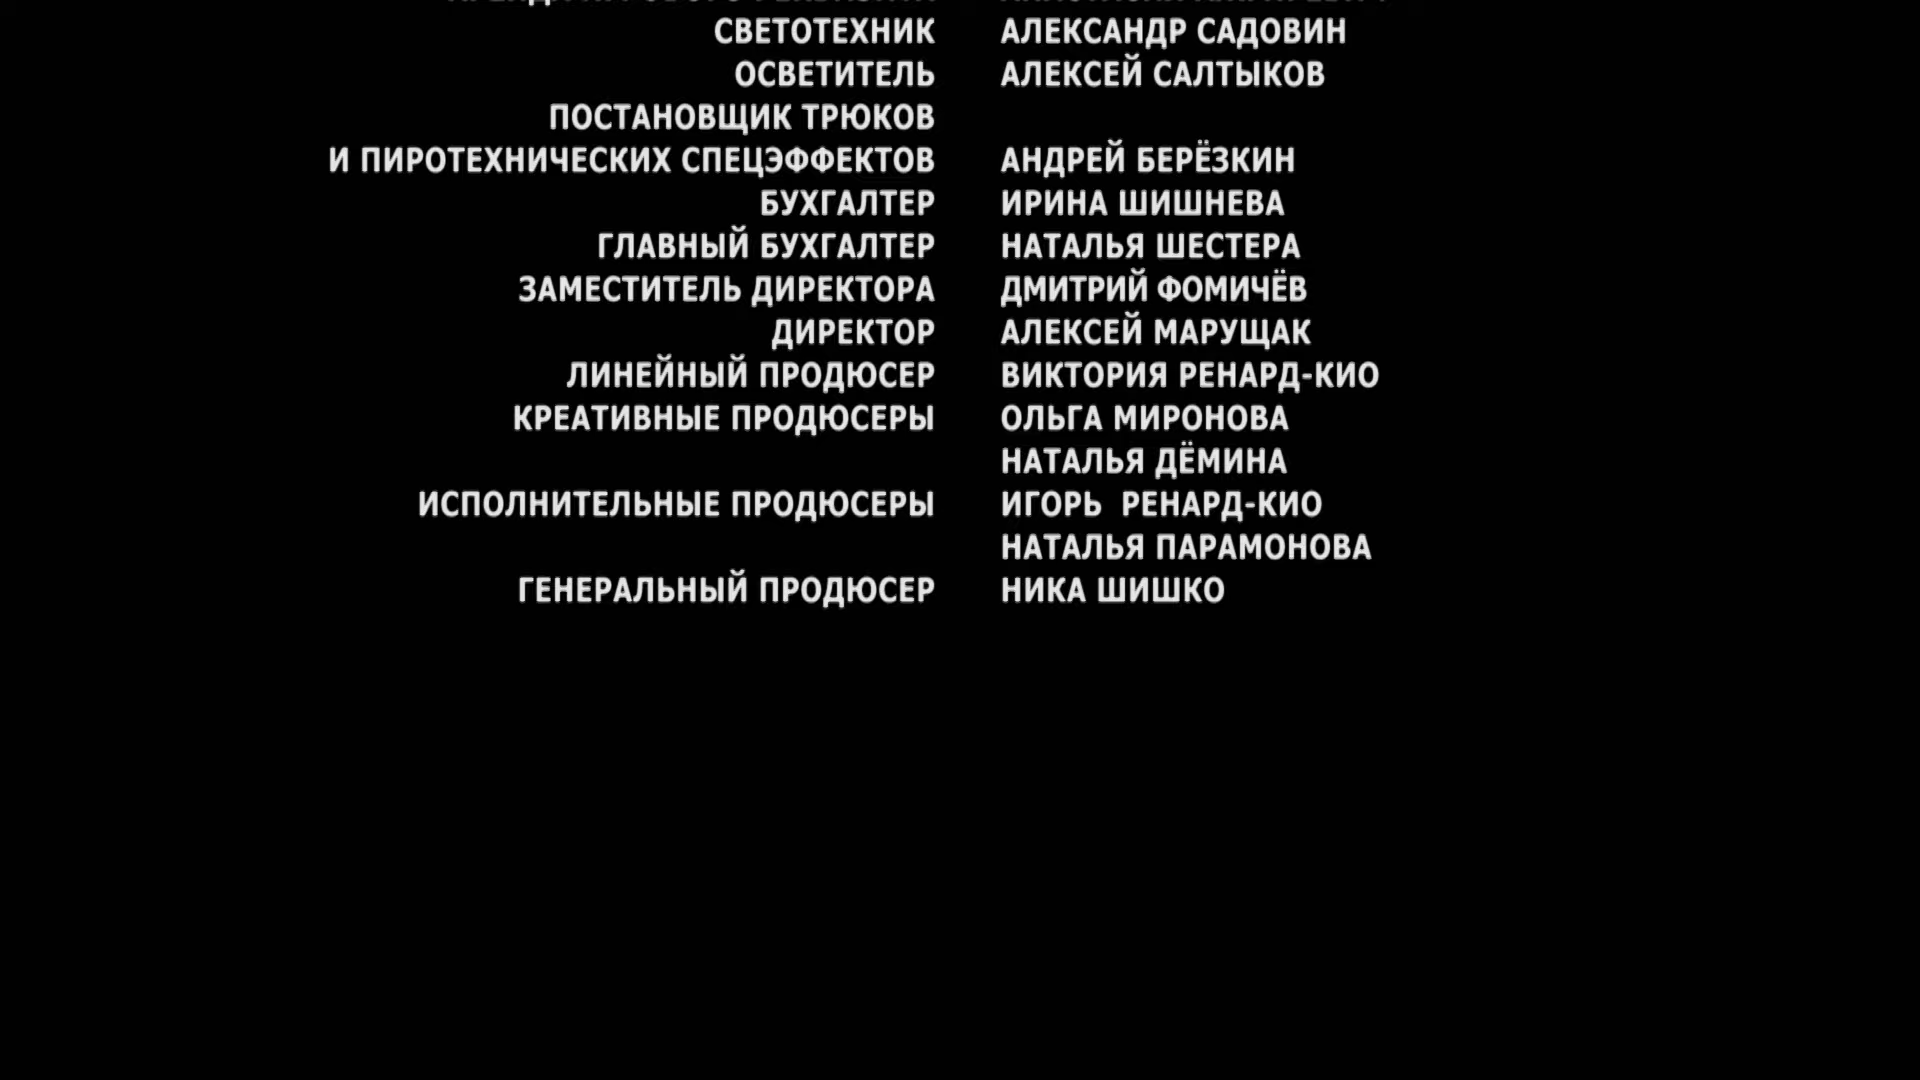 СВЕТОТЕХНИК АЛЕКСАНДР САДОВИН
ОСВЕТИТЕЛЬ АЛЕКСЕЙ САЛТЫКОВ
ПОСТАНОВЩИК ТРЮКОВ
И ПИРОТЕХНИЧЕСКИХ СПЕЦЭФФЕКТОВ АНДРЕЙ БЕРЁЗКИН
БУХГАЛТЕР ИРИНА ШИШНЕВА
ГЛАВНЫЙ БУХГАЛТЕР НАТАЛЬЯ ШЕСТЕРА
ЗАМЕСТИТЕЛЬ ДИРЕКТОРА ДМИТРИЙ ФОМИЧЁВ
ДИРЕКТОР АЛЕКСЕЙ МАРУЩАК
ЛИНЕЙНЫЙ ПРОДЮСЕР ВИКТОРИЯ РЕНАРД-КИО
КРЕАТИВНЫЕ ПРОДЮСЕРЫ ОЛЬГА МИРОНОВА
НАТАЛЬЯ ДЁМИНА
ИСПОЛНИТЕЛЬНЫЕ ПРОДЮСЕРЫ ИГОРЬ РЕНАРД-КИО
НАТАЛЬЯ ПАРАМОНОВА
ГЕНЕРАЛЬНЫЙ ПРОДЮСЕР НИКА ШИШКО